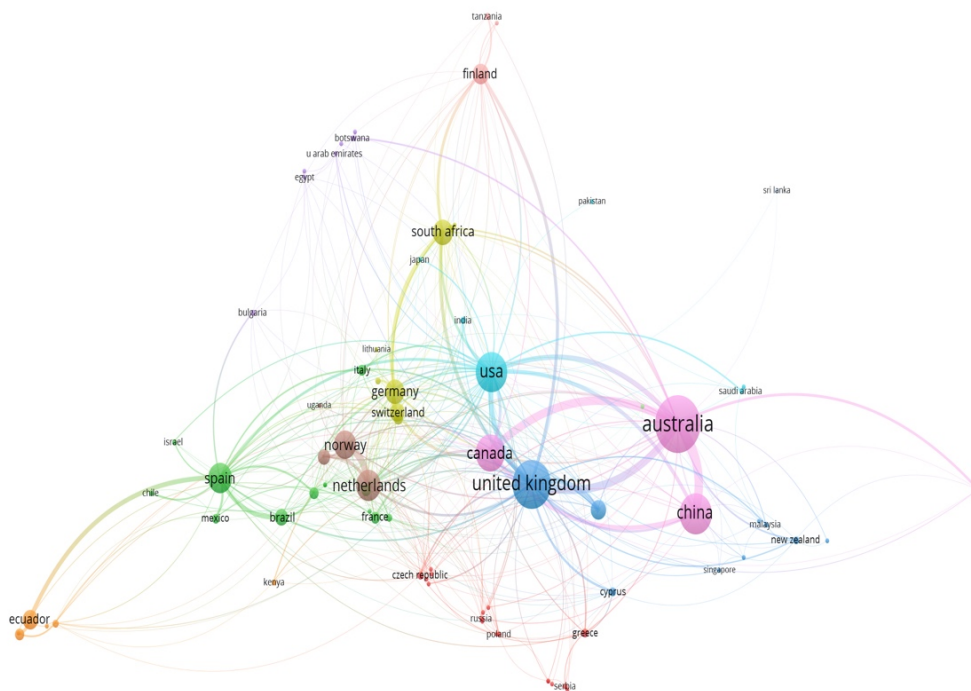 tanzania
finland
botswana
u arab emirates
egypt
sri lanka
pakistan
south africa
japan
bulgaria
india
lithuania
italy
usa
germany
saudi arabia
uganda
switzerland
australia
israel
norway
canada
spain
netherlands
united kingdom
chile
mexico
brazil
france
china
malaysia
new zealand
czech republic
singapore
kenya
cyprus
ecuador
russia
poland
greece
serbia